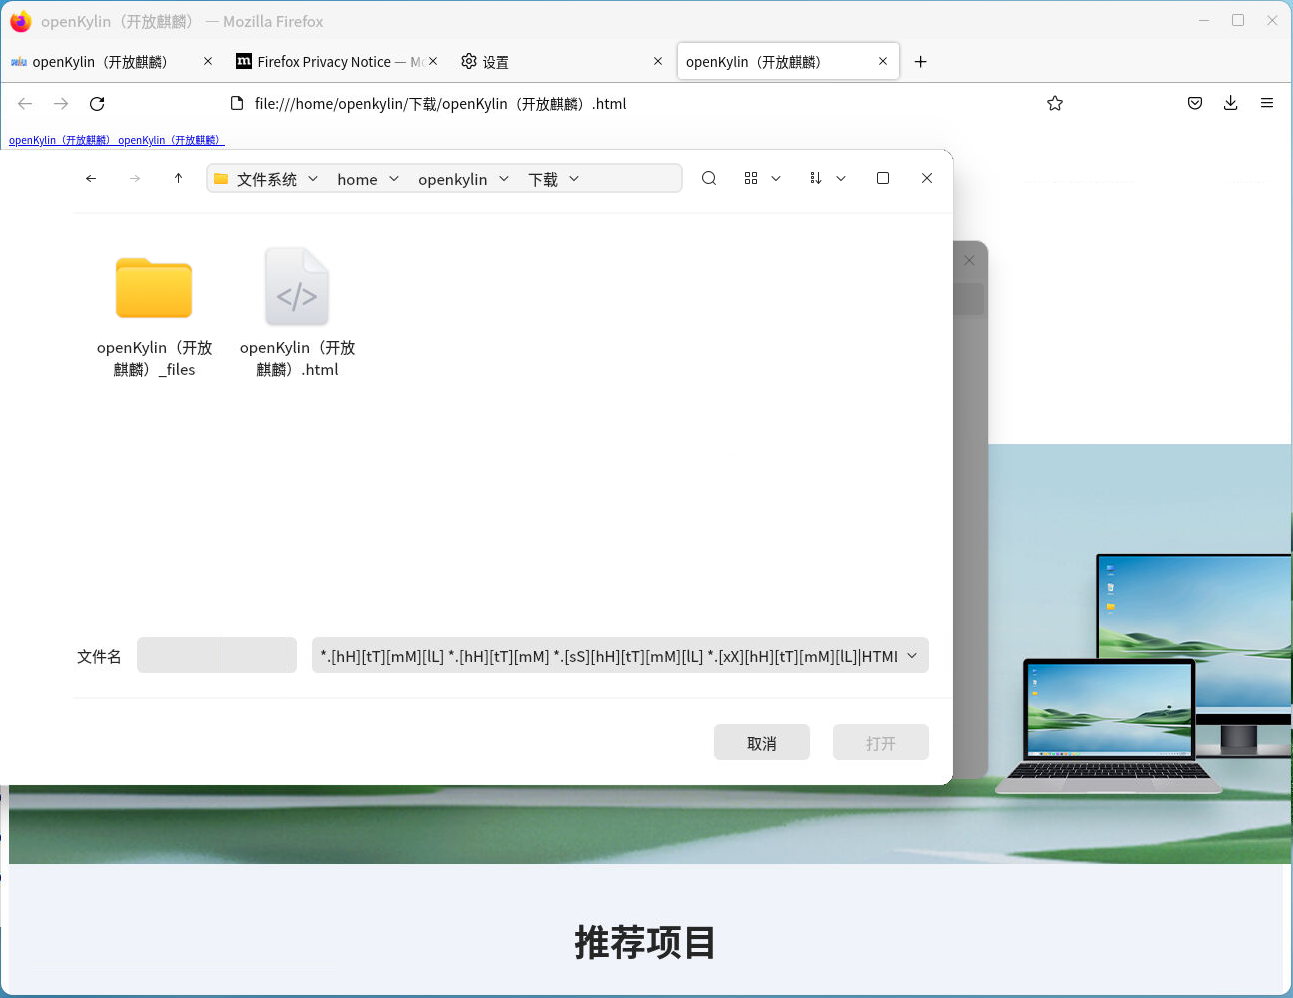 openKylin（开放麒麟） — Mozilla Firefox
openKylin（开放麒麟）
Firefox Privacy Notice — Mo
设置
openKylin（开放麒麟）
file:///home/openkylin/下载/openKylin（开放麒麟）.html
openKylin（开放麒麟） openKylin（开放麒麟）
文件系统 home openkylin 下载
openKylin（开放
麒麟）_files
openKylin（开放
麒麟）.html
文件名
*.[hH][tT][mM][lL] *.[hH][tT][mM] *.[sS][hH][tT][mM][lL] *.[xX][hH][tT][mM][lL]|HTMl
取消
打开
推荐项目